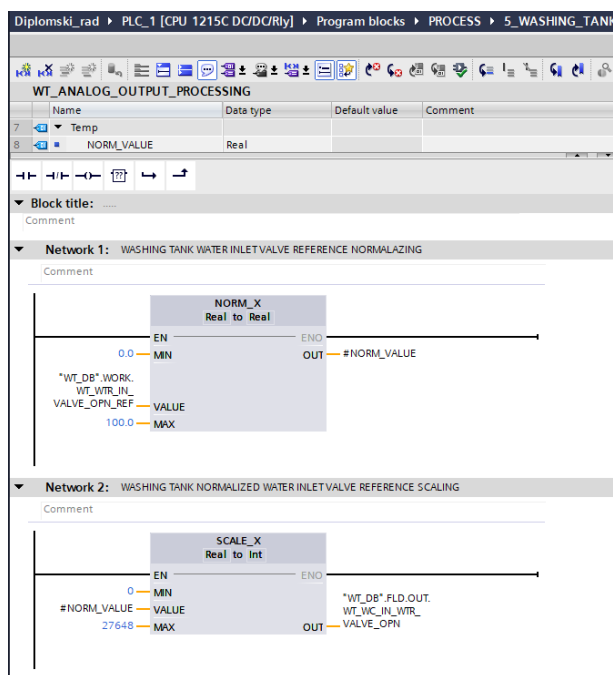 Diplomski_rad ▸ PLC_1 [CPU 1215C DC/DC/Rly] ▸ Program blocks ▸ PROCESS ▸ 5_WASHING_TANK
WT_ANALOG_OUTPUT_PROCESSING
Name Data type Default value Comment
7 Temp
8 NORM_VALUE Real
??
Block title: .....
Comment
Network 1: WASHING TANK WATER INLET VALVE REFERENCE NORMALAZING
Comment
NORM_X
Real to Real
EN ENO
0.0 MIN OUT #NORM_VALUE
"WT_DB".WORK.
WT_WTR_IN_
VALVE_OPN_REF VALUE
100.0 MAX
Network 2: WASHING TANK NORMALIZED WATER INLET VALVE REFERENCE SCALING
Comment
SCALE_X
Real to Int
EN ENO
0 MIN
#NORM_VALUE VALUE
27648 MAX OUT
"WT_DB".FLD.OUT.
WT_WC_IN_WTR_
VALVE_OPN